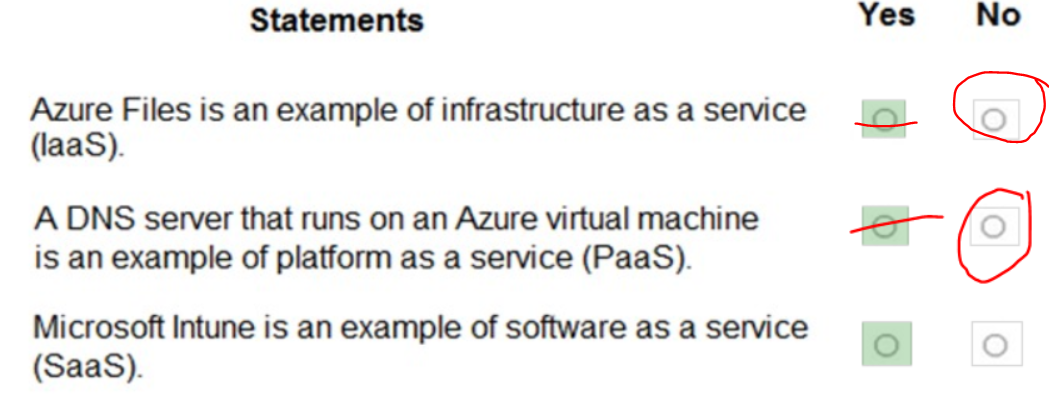 Statements Yes No
Azure Files is an example of infrastructure as a service
(IaaS).
A DNS server that runs on an Azure virtual machine
is an example of platform as a service (PaaS).
Microsoft Intune is an example of software as a service
(SaaS).